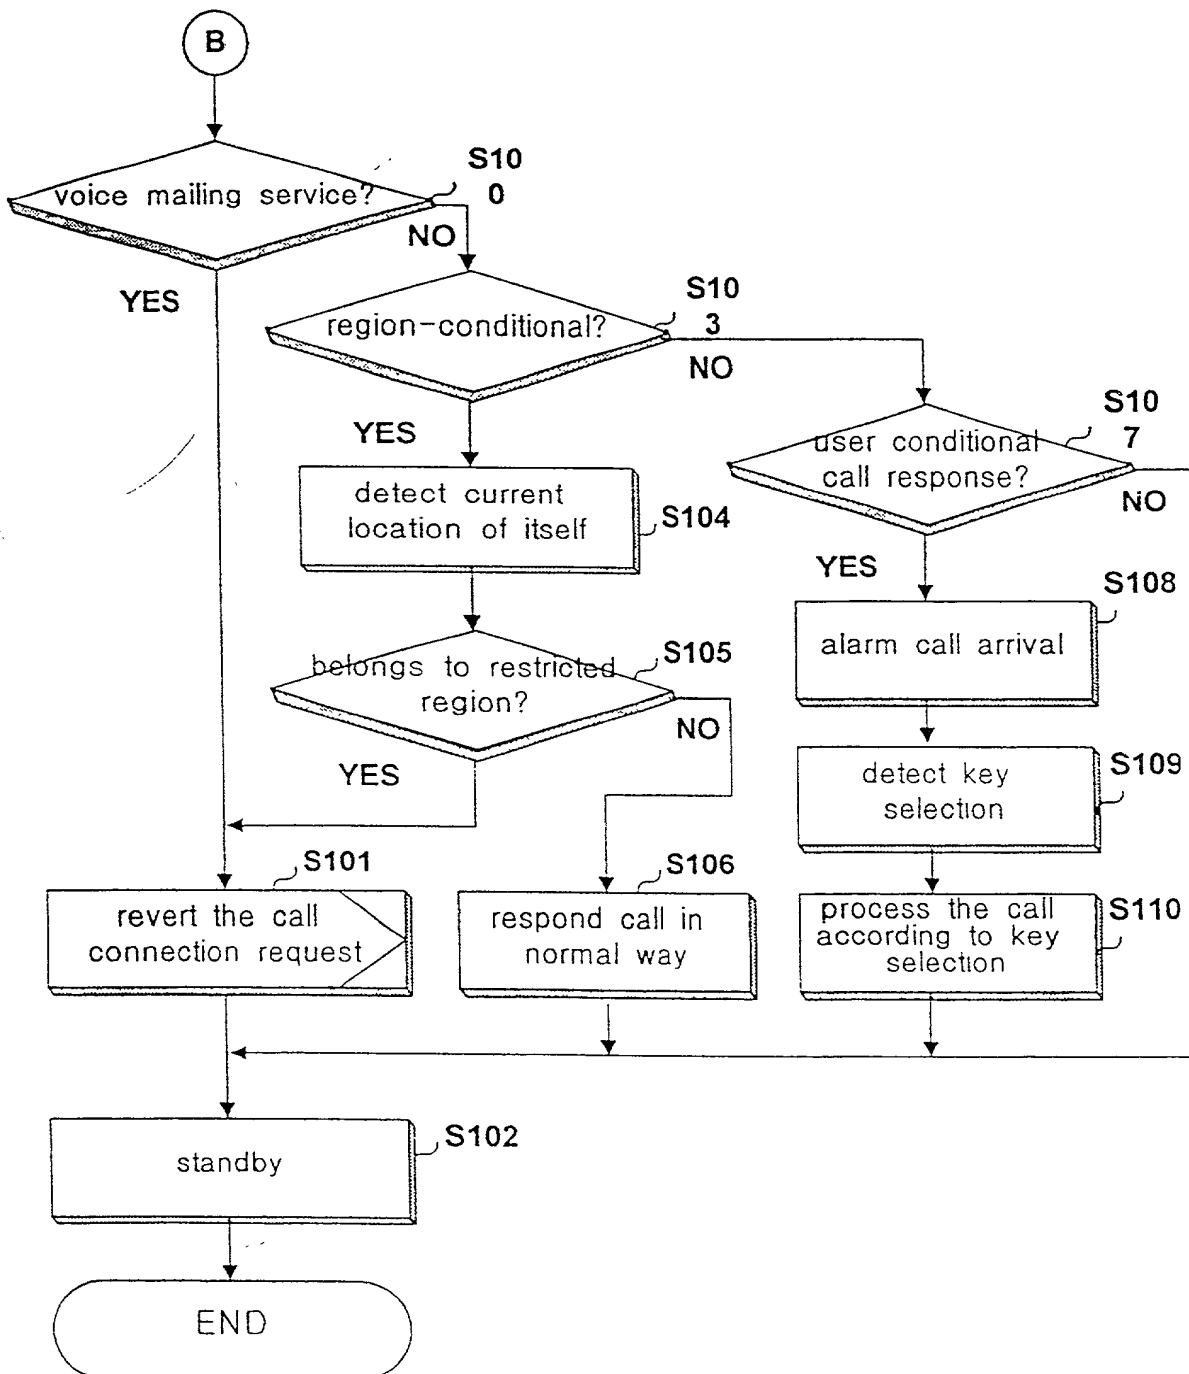 B
voice mailing service?
S10
0
NO
YES
region-conditional?
S10
3
NO
YES
user conditional
call response?
S10
7
NO
YES
detect current
location of itself
S104
belongs to restricted
region?
S105
NO
YES
alarm call arrival
S108
detect key
selection
S109
revert the call
connection request
S101
respond call in
normal way
S106
process the call
according to key
selection
S110
standby
S102
END